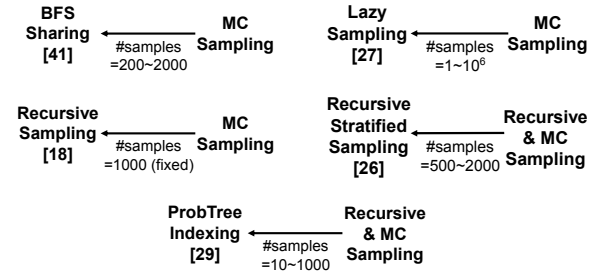 BFS
Sharing
[41]
#samples
=200~2000
MC
Sampling
Lazy
Sampling
[27]
#samples
=1~10⁶
MC
Sampling
Recursive
Sampling
[18]
#samples
=1000 (fixed)
MC
Sampling
Recursive
Stratified
Sampling
[26]
#samples
=500~2000
Recursive
& MC
Sampling
ProbTree
Indexing
[29]
#samples
=10~1000
Recursive
& MC
Sampling